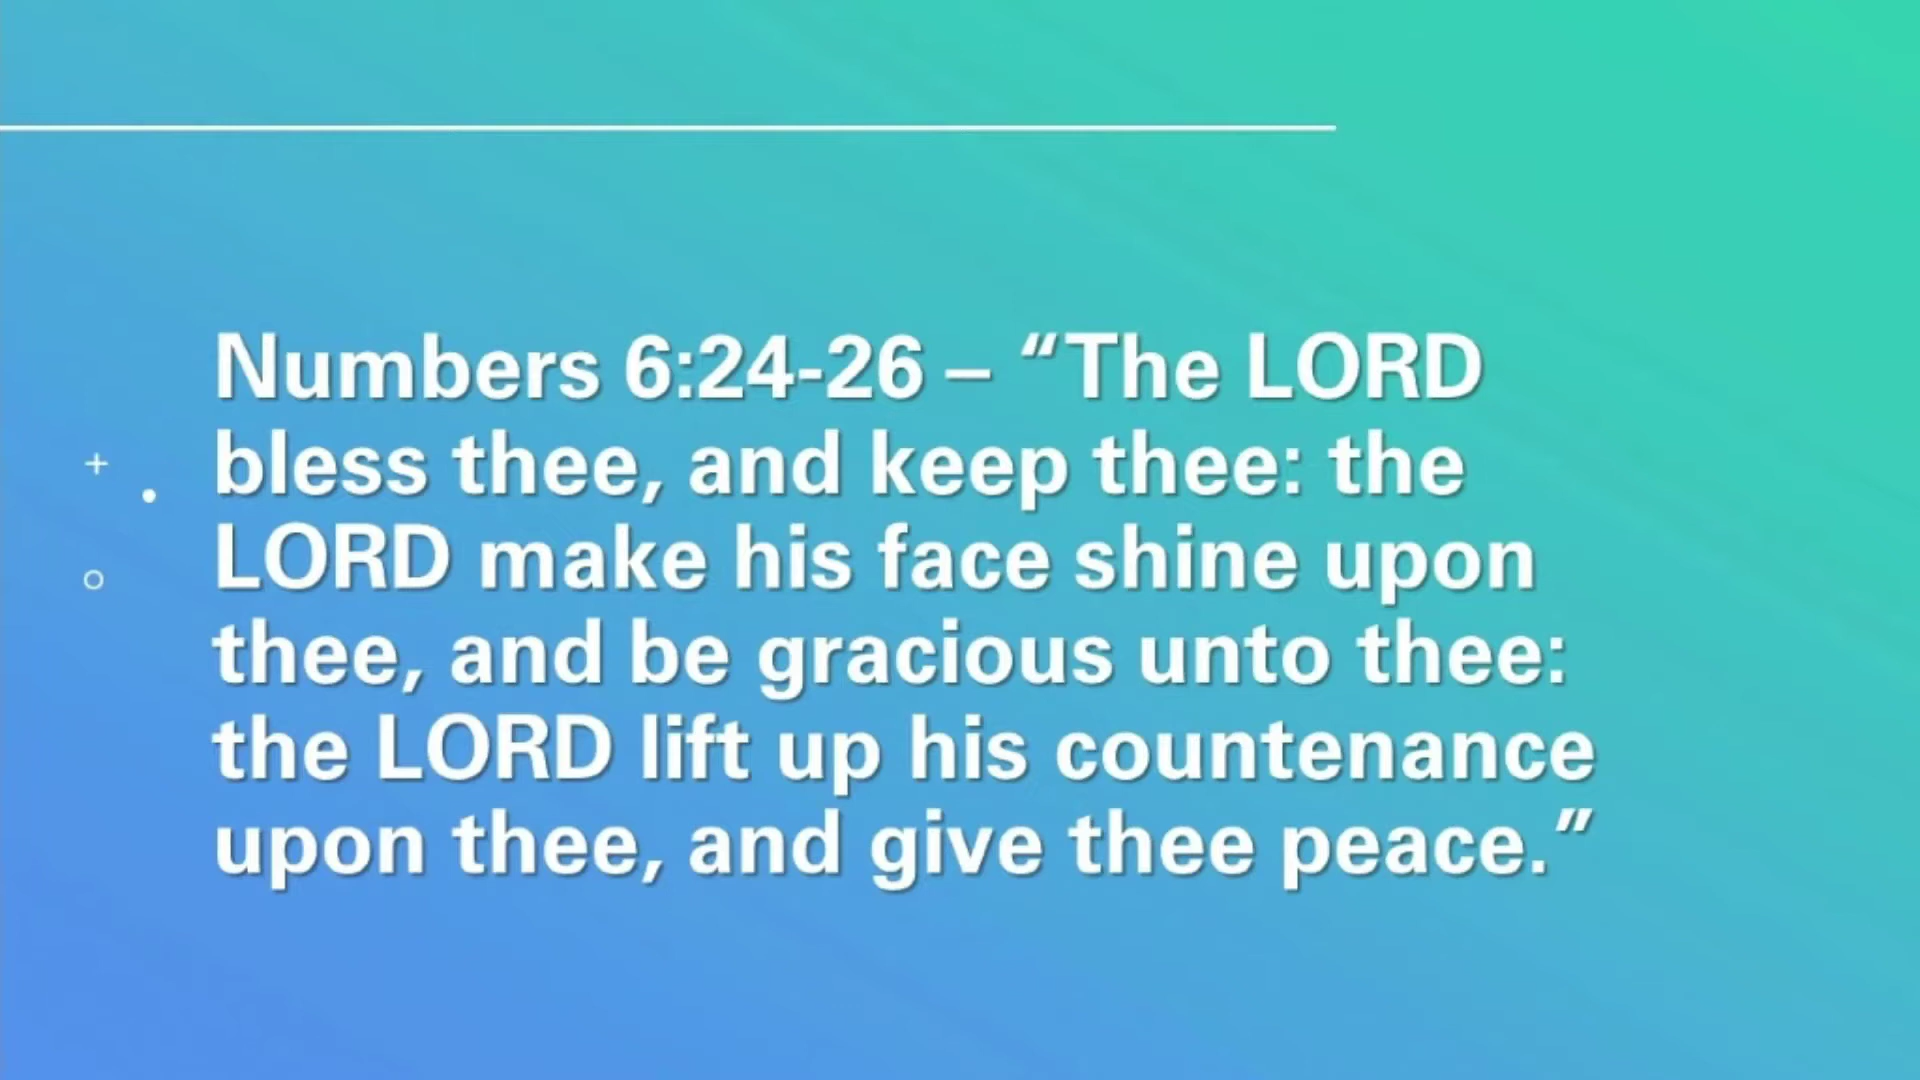 Numbers 6:24-26 – “The LORD
bless thee, and keep thee: the
LORD make his face shine upon
thee, and be gracious unto thee:
the LORD lift up his countenance
upon thee, and give thee peace.”